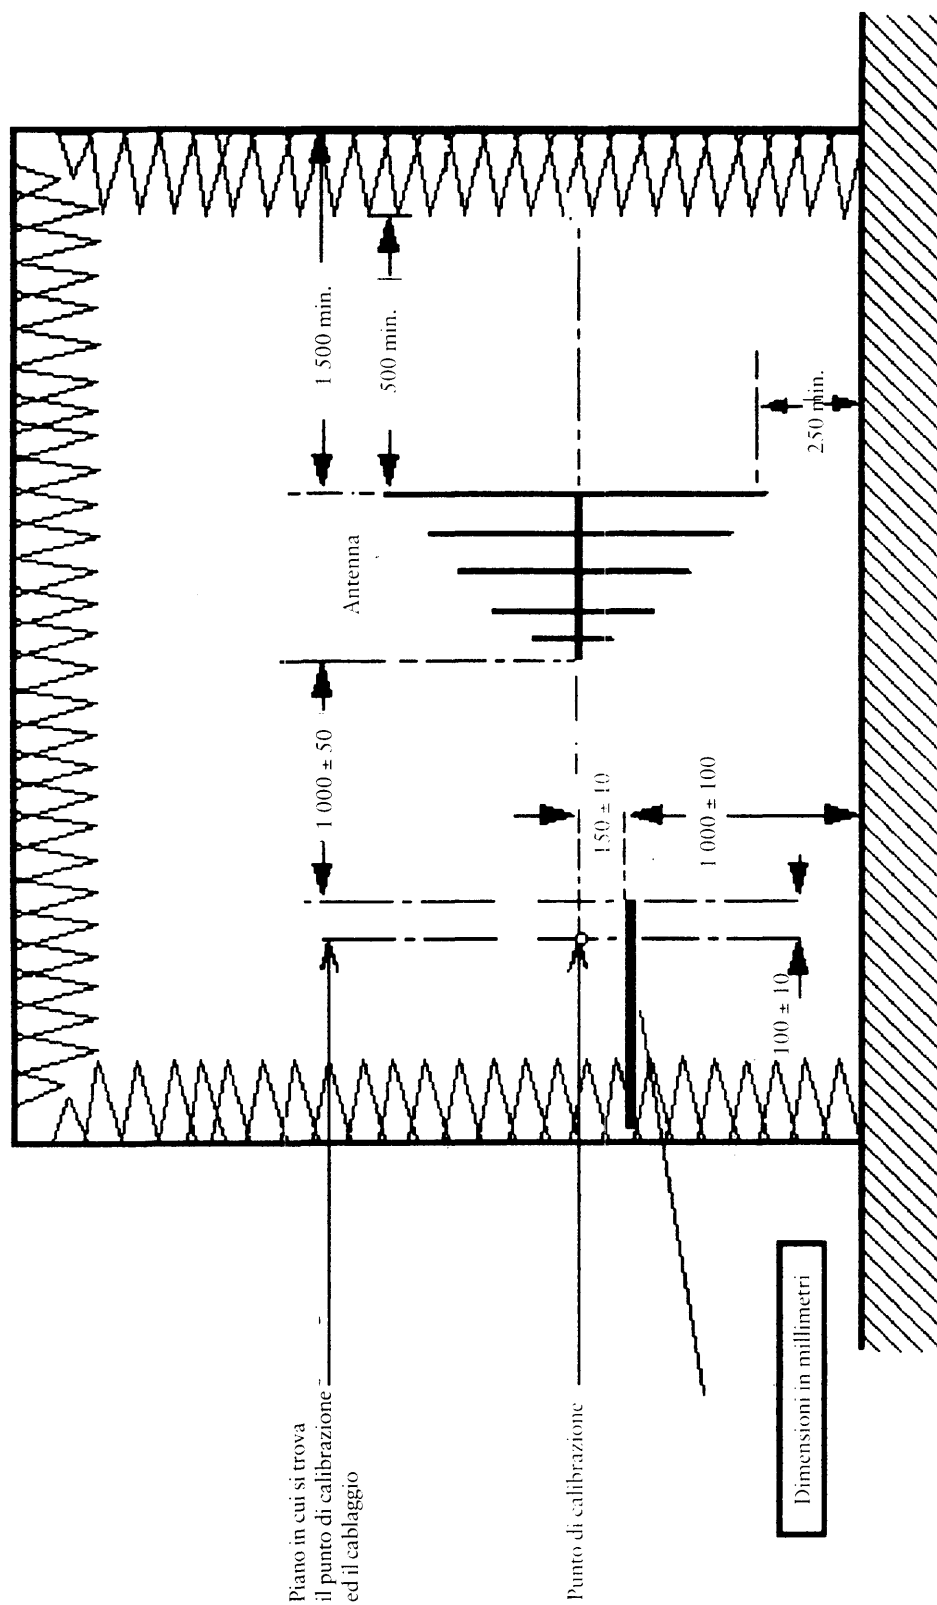 Piano in cui si trova
il punto di calibrazione
ed il cablaggio
Punto di calibrazione
Dimensioni in millimetri
Antenna
1 500 min.
500 min.
250 min.
1 000 ± 50
150 ± 10
1 000 ± 100
100 ± 10